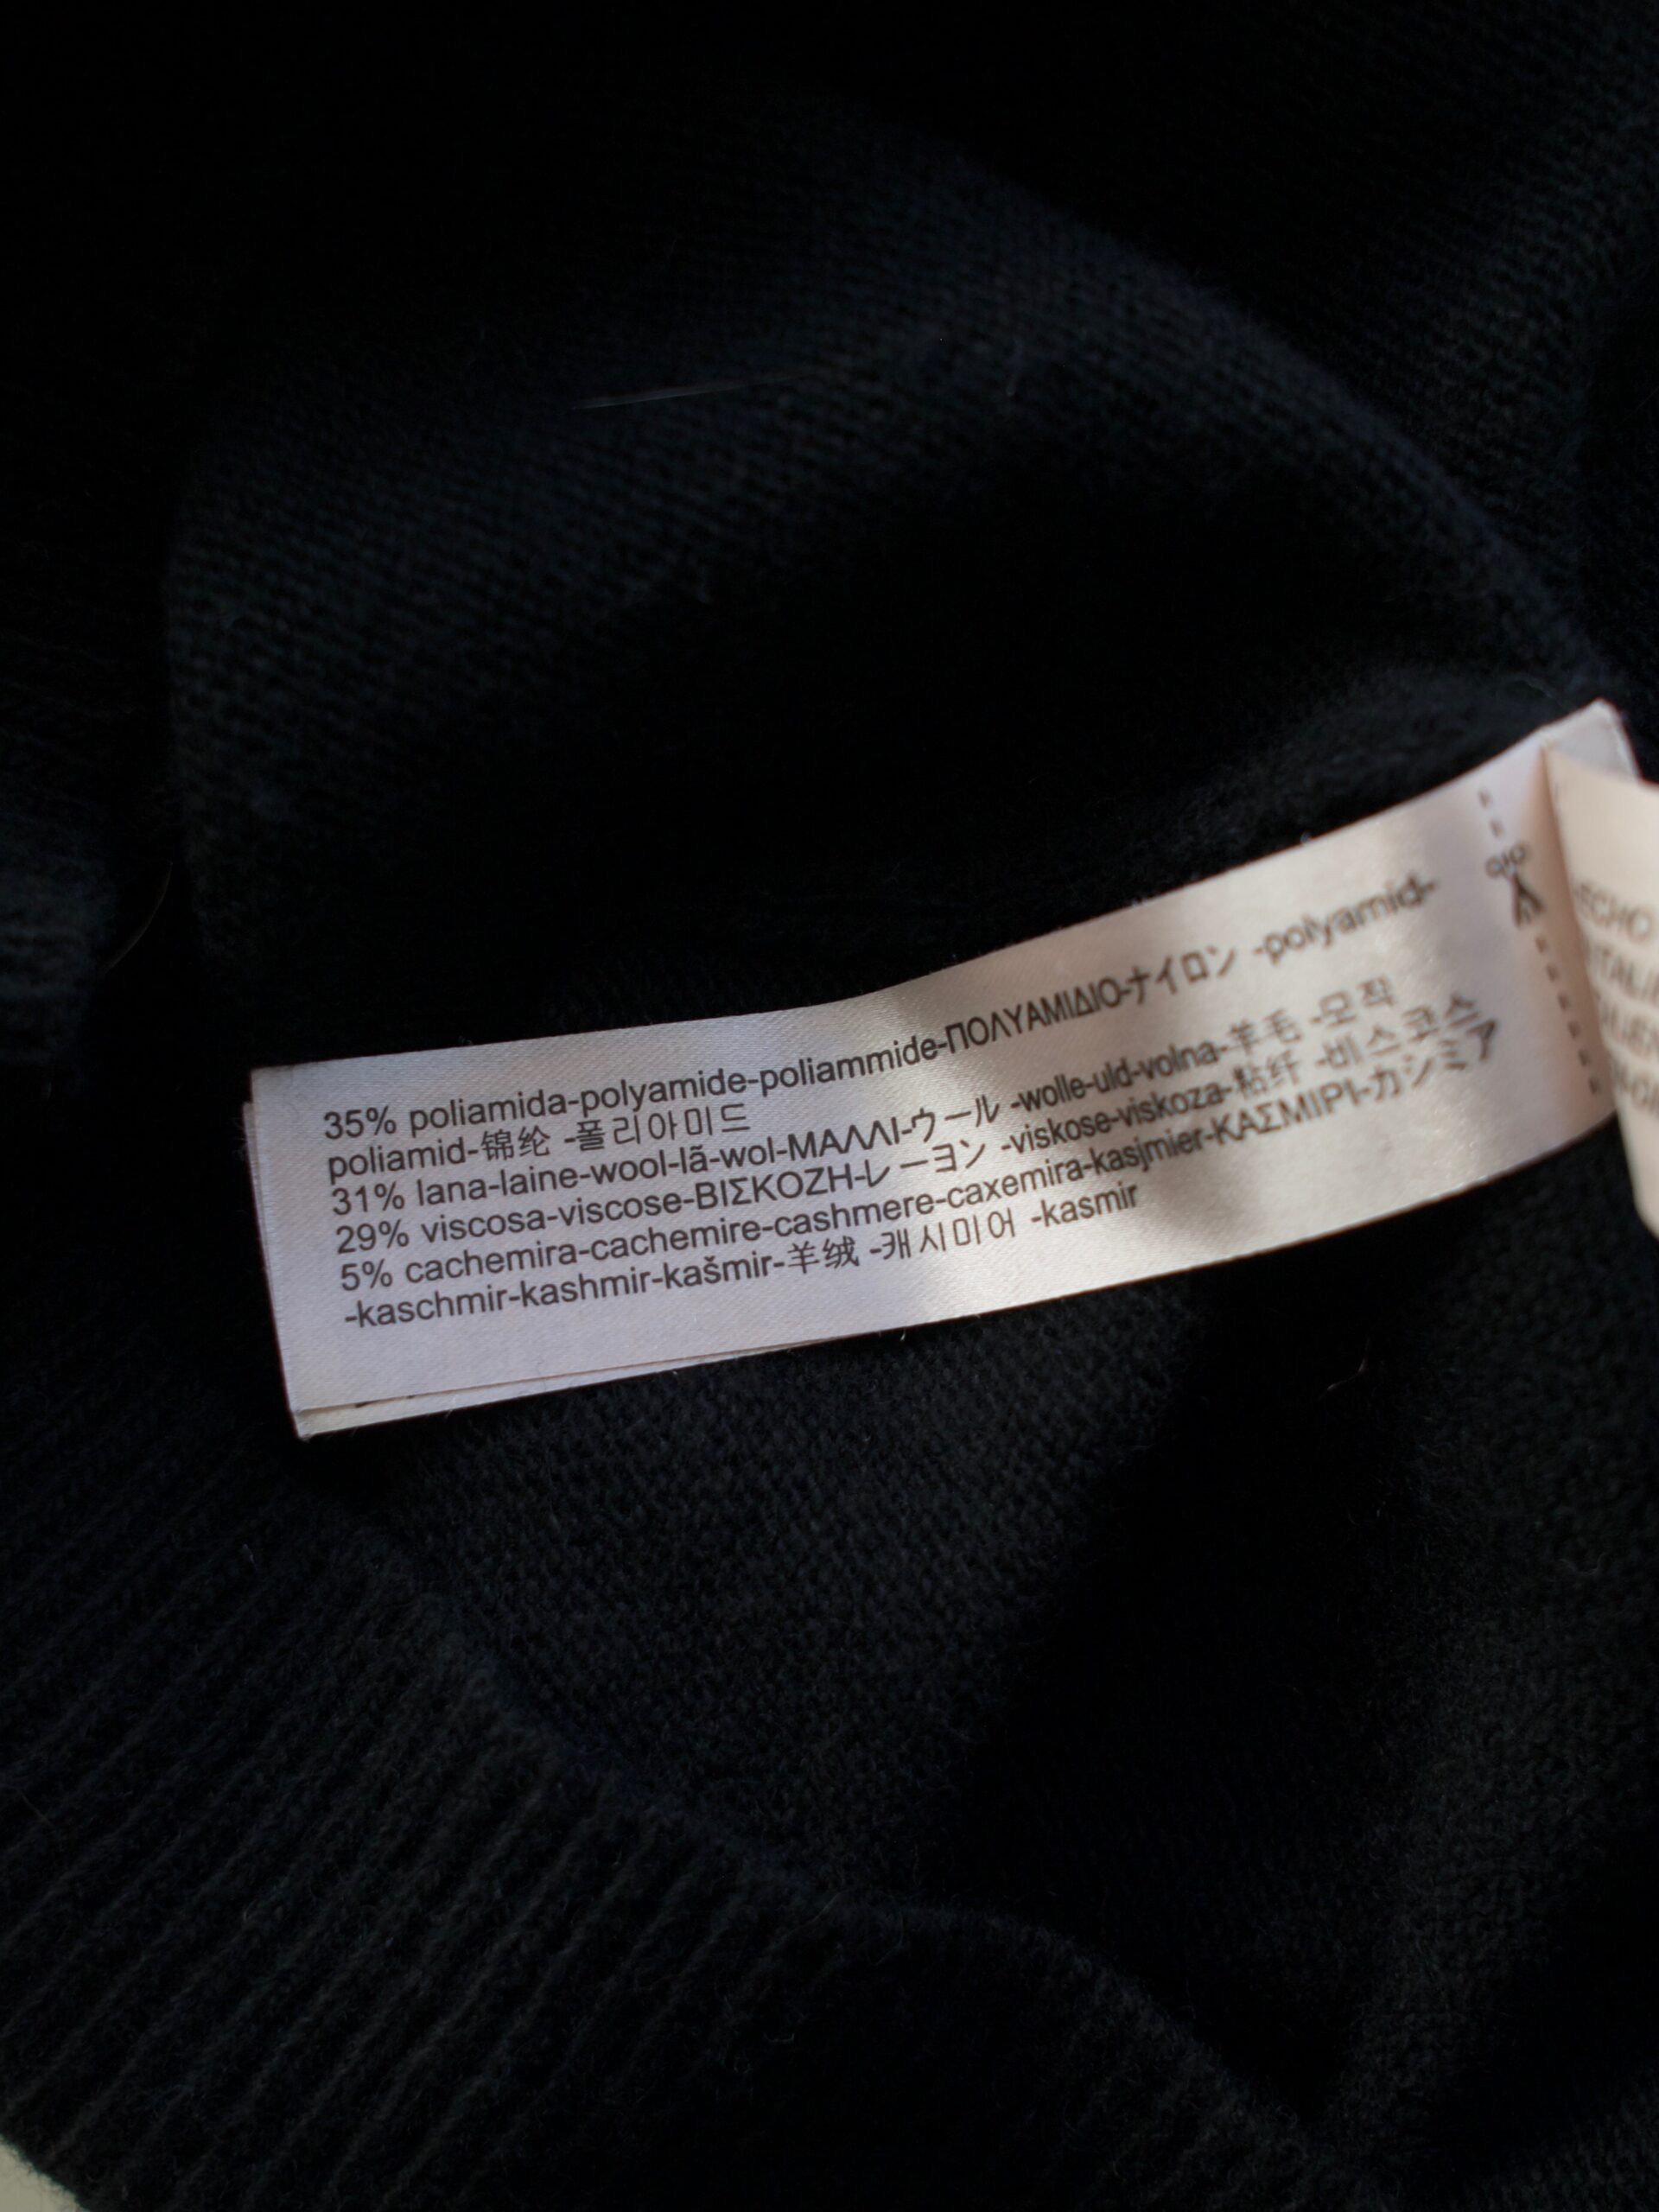 35% poliamida-polyamide-poliammide-ΠΟΛΥΑΜΙΔΙΟ-ナイロン -polyamid-
poliamid-锦纶 -폴리아미드
31% lana-laine-wool-lã-wol-ΜΑΛΛΙ-ウール -wolle-uld-volna-羊毛 -모직
29% viscosa-viscose-ΒΙΣΚΟΖΗ-レーヨン -viskose-viskoza-粘纤 -비스코스
5% cachemira-cachemire-cashmere-caxemira-kasjmier-ΚΑΣΜΙΡΙ-カシミア
-kaschmir-kashmir-kašmir-羊绒 -캐시미어 -kasmir